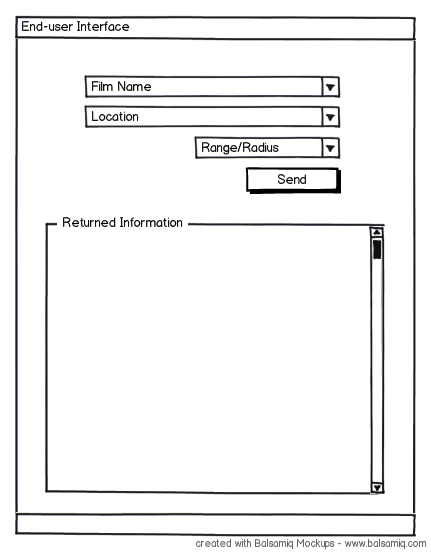 End-user Interface
Film Name
Location
Range/Radius
Send
Returned Information
created with Balsamiq Mockups - www.balsamiq.com